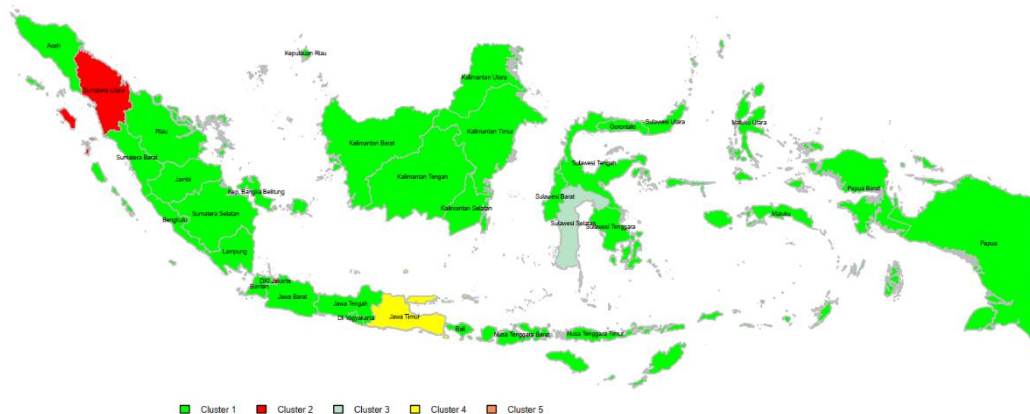 Aceh
Kepulauan Riau
Sumatera Utara
Kalimantan Utara
Riau
Kalimantan Timur
Kalimantan Barat
Gorontalo
Sulawesi Utara
Maluku Utara
Sumatera Barat
Sulawesi Tengah
Jambi
Kalimantan Tengah
Kep. Bangka Belitung
Papua Barat
Sulawesi Barat
Kalimantan Selatan
Sumatera Selatan
Bengkulu
Maluku
Sulawesi Selatan
Sulawesi Tenggara
Papua
Lampung
DKI Jakarta
Banten
Jawa Barat
Jawa Tengah
DI Yogyakarta
Jawa Timur
Bali
Nusa Tenggara Barat
Nusa Tenggara Timur
Cluster 1 Cluster 2 Cluster 3 Cluster 4 Cluster 5